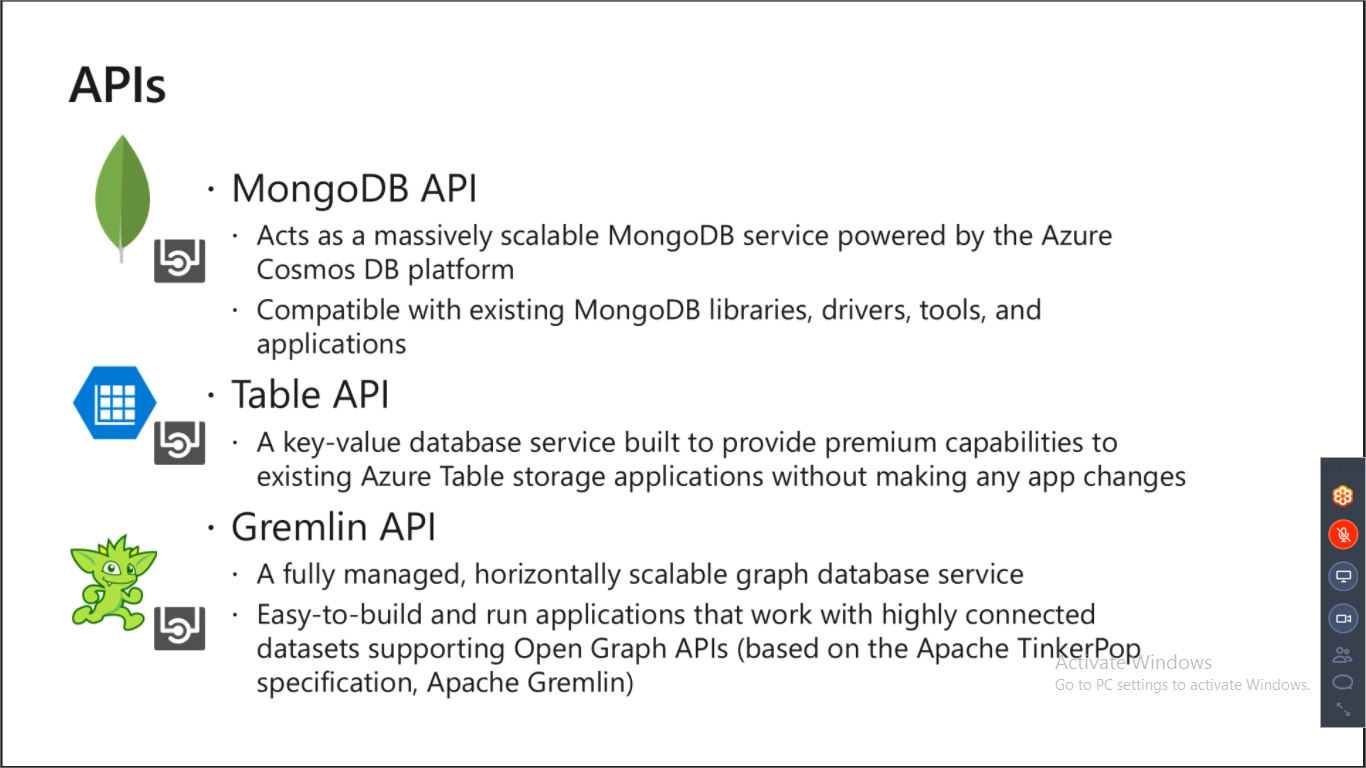 APIs
· MongoDB API
· Acts as a massively scalable MongoDB service powered by the Azure
Cosmos DB platform
· Compatible with existing MongoDB libraries, drivers, tools, and
applications
· Table API
· A key-value database service built to provide premium capabilities to
existing Azure Table storage applications without making any app changes
· Gremlin API
· A fully managed, horizontally scalable graph database service
· Easy-to-build and run applications that work with highly connected
datasets supporting Open Graph APIs (based on the Apache TinkerPop
specification, Apache Gremlin)
Activate Windows
Go to PC settings to activate Windows.